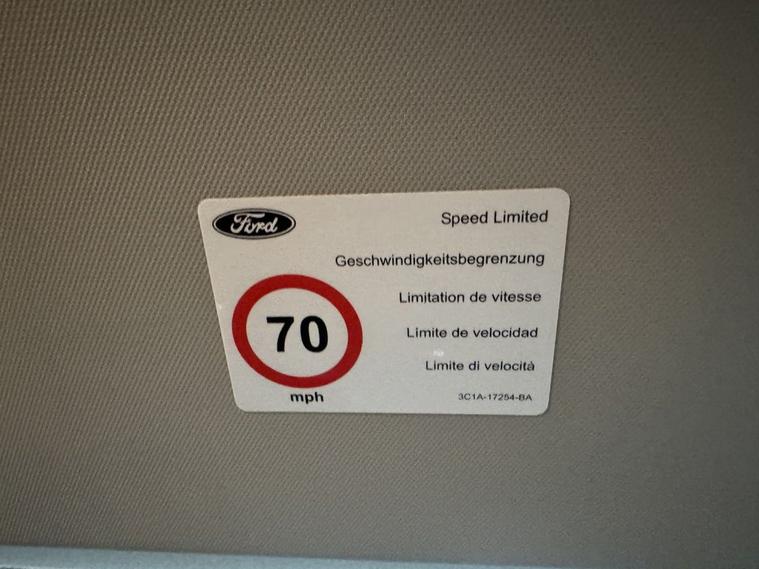 Ford
Speed Limited
Geschwindigkeitsbegrenzung
Limitation de vitesse
70
Limite de velocidad
Limite di velocità
mph
3C1A-17254-BA